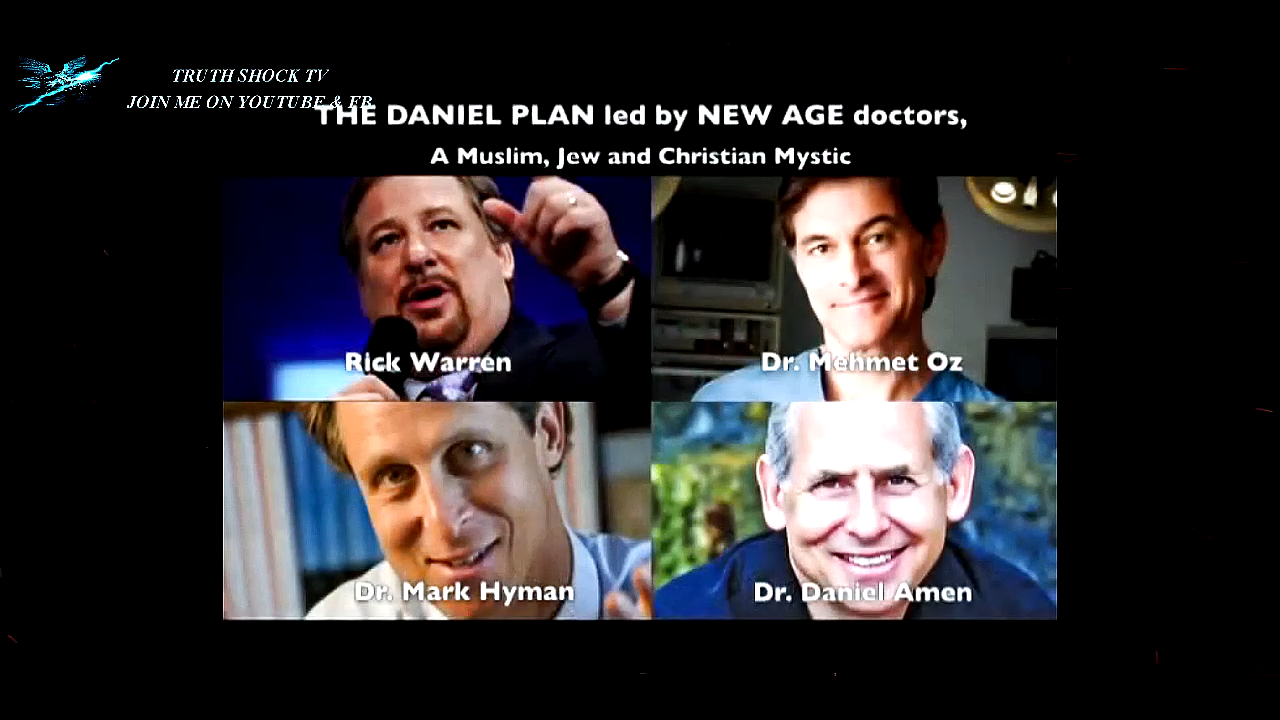 TRUTH SHOCK TV
JOIN ME ON YOUTUBE & FB
THE DANIEL PLAN led by NEW AGE doctors,
A Muslim, Jew and Christian Mystic
Rick Warren
Dr. Mehmet Oz
Dr. Mark Hyman
Dr. Daniel Amen